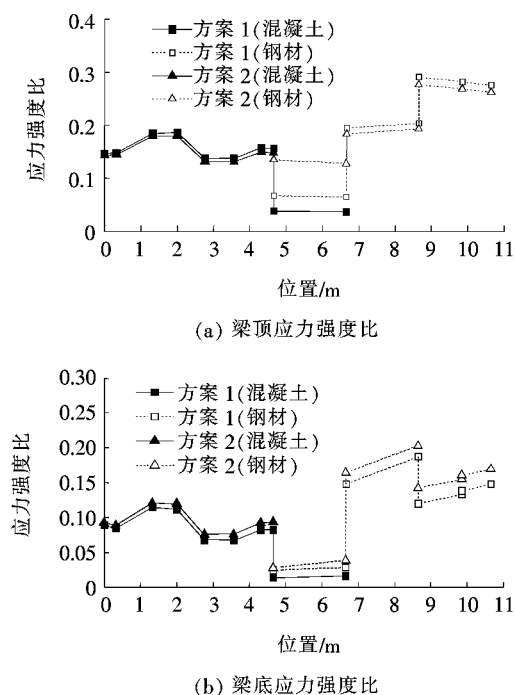 方案 1(混凝土)
方案 1(钢材)
方案 2(混凝土)
方案 2(钢材)
应力强度比
0.4
0.3
0.2
0.1
0
0 1 2 3 4 5 6 7 8 9 10 11
位置/m
(a) 梁顶应力强度比
方案 1(混凝土)
方案 1(钢材)
方案 2(混凝土)
方案 2(钢材)
应力强度比
0.30
0.25
0.20
0.15
0.10
0.05
0
0 1 2 3 4 5 6 7 8 9 10 11
位置/m
(b) 梁底应力强度比